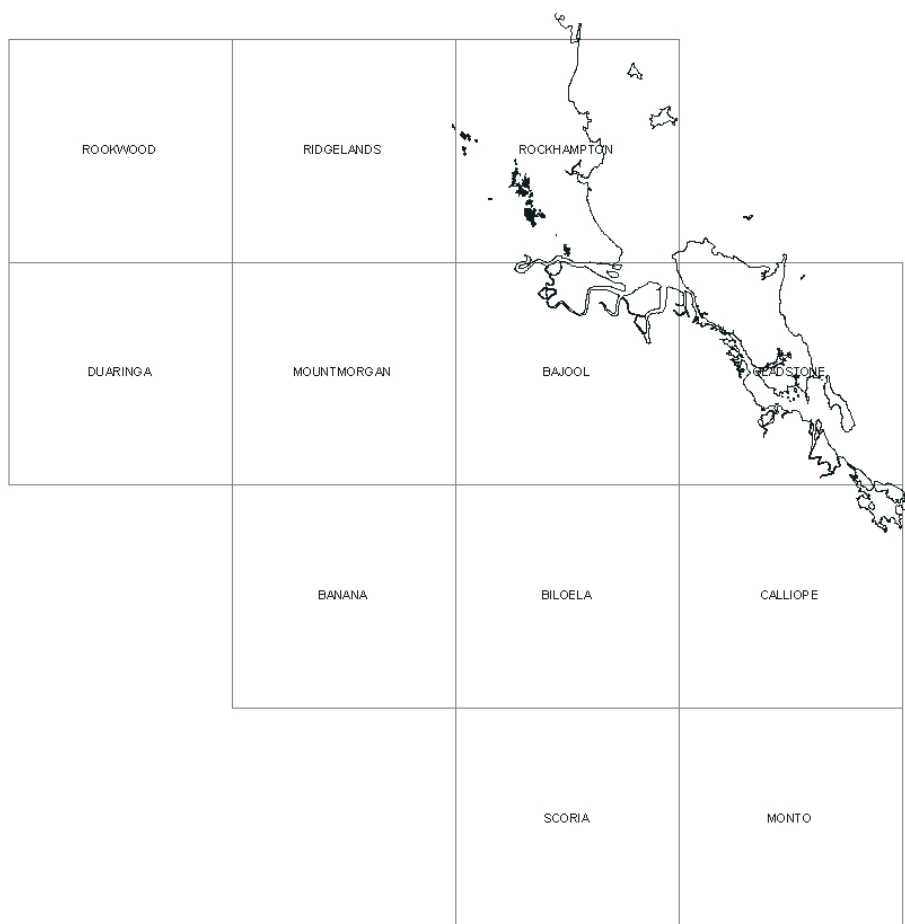 ROOKWOOD
RIDGELANDS
ROCKHAMPTON
DUARINGA
MOUNTMORGAN
BAJOOL
GLADSTONE
BANANA
BILOELA
CALLIOPE
SCORIA
MONTO